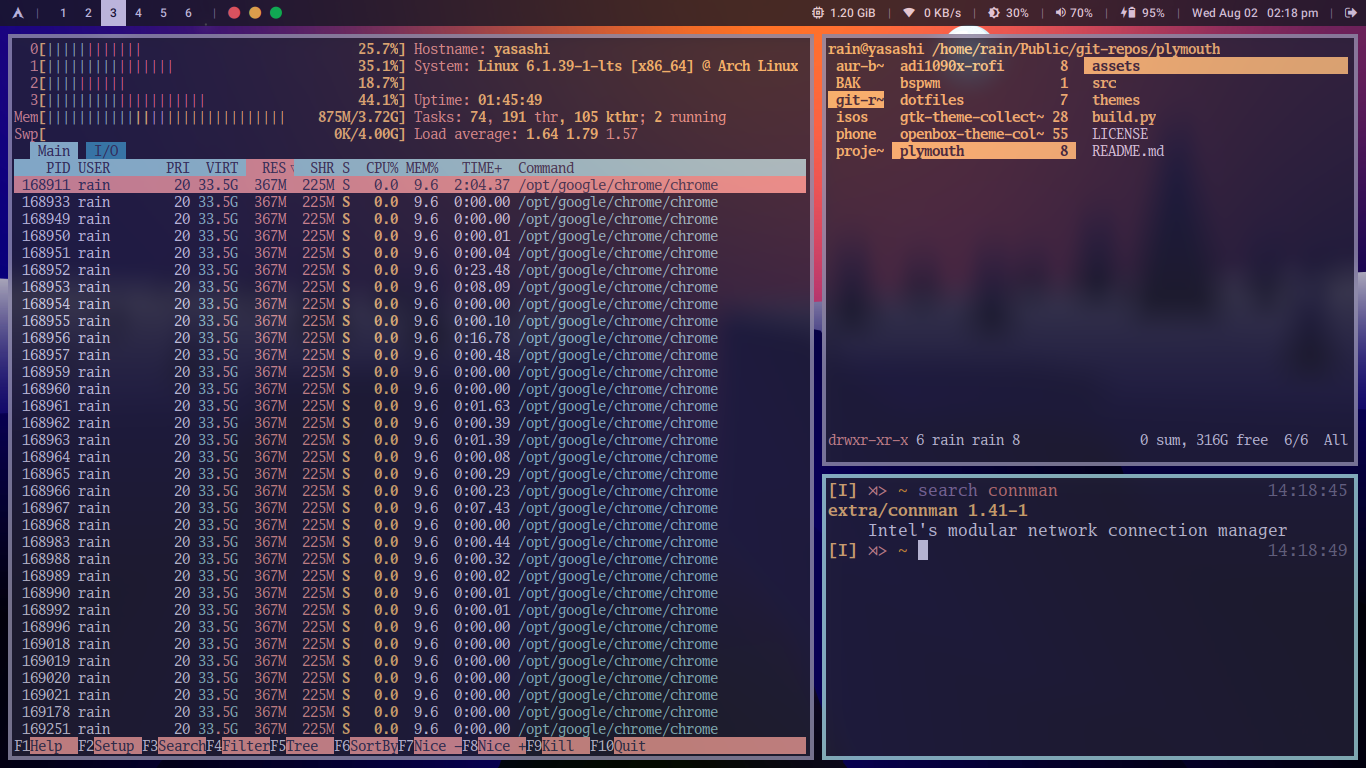 1 2 3 4 5 6 1.20 GiB | 0 KB/s | 30% | 70% | 95% | Wed Aug 02 02:18 pm
0[||||||||||||| 25.7%] Hostname: yasashi
1[||||||||||||||||| 35.1%] System: Linux 6.1.39-1-lts [x86_64] @ Arch Linux
2[||||||||||| 18.7%]
3[||||||||||||||||||||| 44.1%] Uptime: 01:45:49
Mem[||||||||||||||||||||||||||||||| 875M/3.72G] Tasks: 74, 191 thr, 105 kthr; 2 running
Swp[ 0K/4.00G] Load average: 1.64 1.79 1.57
Main I/O
PID USER PRI VIRT RES▽ SHR S CPU% MEM% TIME+ Command
168911 rain 20 33.5G 367M 225M S 0.0 9.6 2:04.37 /opt/google/chrome/chrome
168933 rain 20 33.5G 367M 225M S 0.0 9.6 0:00.00 /opt/google/chrome/chrome
168949 rain 20 33.5G 367M 225M S 0.0 9.6 0:00.00 /opt/google/chrome/chrome
168950 rain 20 33.5G 367M 225M S 0.0 9.6 0:00.01 /opt/google/chrome/chrome
168951 rain 20 33.5G 367M 225M S 0.0 9.6 0:00.04 /opt/google/chrome/chrome
168952 rain 20 33.5G 367M 225M S 0.0 9.6 0:23.48 /opt/google/chrome/chrome
168953 rain 20 33.5G 367M 225M S 0.0 9.6 0:08.09 /opt/google/chrome/chrome
168954 rain 20 33.5G 367M 225M S 0.0 9.6 0:00.00 /opt/google/chrome/chrome
168955 rain 20 33.5G 367M 225M S 0.0 9.6 0:00.10 /opt/google/chrome/chrome
168956 rain 20 33.5G 367M 225M S 0.0 9.6 0:16.78 /opt/google/chrome/chrome
168957 rain 20 33.5G 367M 225M S 0.0 9.6 0:00.48 /opt/google/chrome/chrome
168959 rain 20 33.5G 367M 225M S 0.0 9.6 0:00.00 /opt/google/chrome/chrome
168960 rain 20 33.5G 367M 225M S 0.0 9.6 0:00.00 /opt/google/chrome/chrome
168961 rain 20 33.5G 367M 225M S 0.0 9.6 0:01.63 /opt/google/chrome/chrome
168962 rain 20 33.5G 367M 225M S 0.0 9.6 0:00.39 /opt/google/chrome/chrome
168963 rain 20 33.5G 367M 225M S 0.0 9.6 0:01.39 /opt/google/chrome/chrome
168964 rain 20 33.5G 367M 225M S 0.0 9.6 0:00.08 /opt/google/chrome/chrome
168965 rain 20 33.5G 367M 225M S 0.0 9.6 0:00.29 /opt/google/chrome/chrome
168966 rain 20 33.5G 367M 225M S 0.0 9.6 0:00.23 /opt/google/chrome/chrome
168967 rain 20 33.5G 367M 225M S 0.0 9.6 0:07.43 /opt/google/chrome/chrome
168968 rain 20 33.5G 367M 225M S 0.0 9.6 0:00.00 /opt/google/chrome/chrome
168983 rain 20 33.5G 367M 225M S 0.0 9.6 0:00.44 /opt/google/chrome/chrome
168988 rain 20 33.5G 367M 225M S 0.0 9.6 0:00.32 /opt/google/chrome/chrome
168989 rain 20 33.5G 367M 225M S 0.0 9.6 0:00.02 /opt/google/chrome/chrome
168990 rain 20 33.5G 367M 225M S 0.0 9.6 0:00.01 /opt/google/chrome/chrome
168992 rain 20 33.5G 367M 225M S 0.0 9.6 0:00.01 /opt/google/chrome/chrome
168998 rain 20 33.5G 367M 225M S 0.0 9.6 0:00.00 /opt/google/chrome/chrome
169018 rain 20 33.5G 367M 225M S 0.0 9.6 0:00.00 /opt/google/chrome/chrome
169019 rain 20 33.5G 367M 225M S 0.0 9.6 0:00.00 /opt/google/chrome/chrome
169020 rain 20 33.5G 367M 225M S 0.0 9.6 0:00.00 /opt/google/chrome/chrome
169021 rain 20 33.5G 367M 225M S 0.0 9.6 0:00.00 /opt/google/chrome/chrome
169178 rain 20 33.5G 367M 225M S 0.0 9.6 0:00.00 /opt/google/chrome/chrome
169251 rain 20 33.5G 367M 225M S 0.0 9.6 0:00.00 /opt/google/chrome/chrome
F1Help F2Setup F3SearchF4FilterF5Tree F6SortByF7Nice -F8Nice +F9Kill F10Quit
rain@yasashi /home/rain/Public/git-repos/plymouth
aur-b~ adi1090x-rofi 8 assets
BAK bspwm 1 src
git-r~ dotfiles 7 themes
isos gtk-theme-collect~ 28 build.py
phone openbox-theme-col~ 55 LICENSE
proje~ plymouth 8 README.md
drwxr-xr-x 6 rain rain 8 0 sum, 316G free 6/6 All
[I] ⋊> ~ search connman 14:18:45
extra/connman 1.41-1
Intel's modular network connection manager
[I] ⋊> ~ 14:18:49